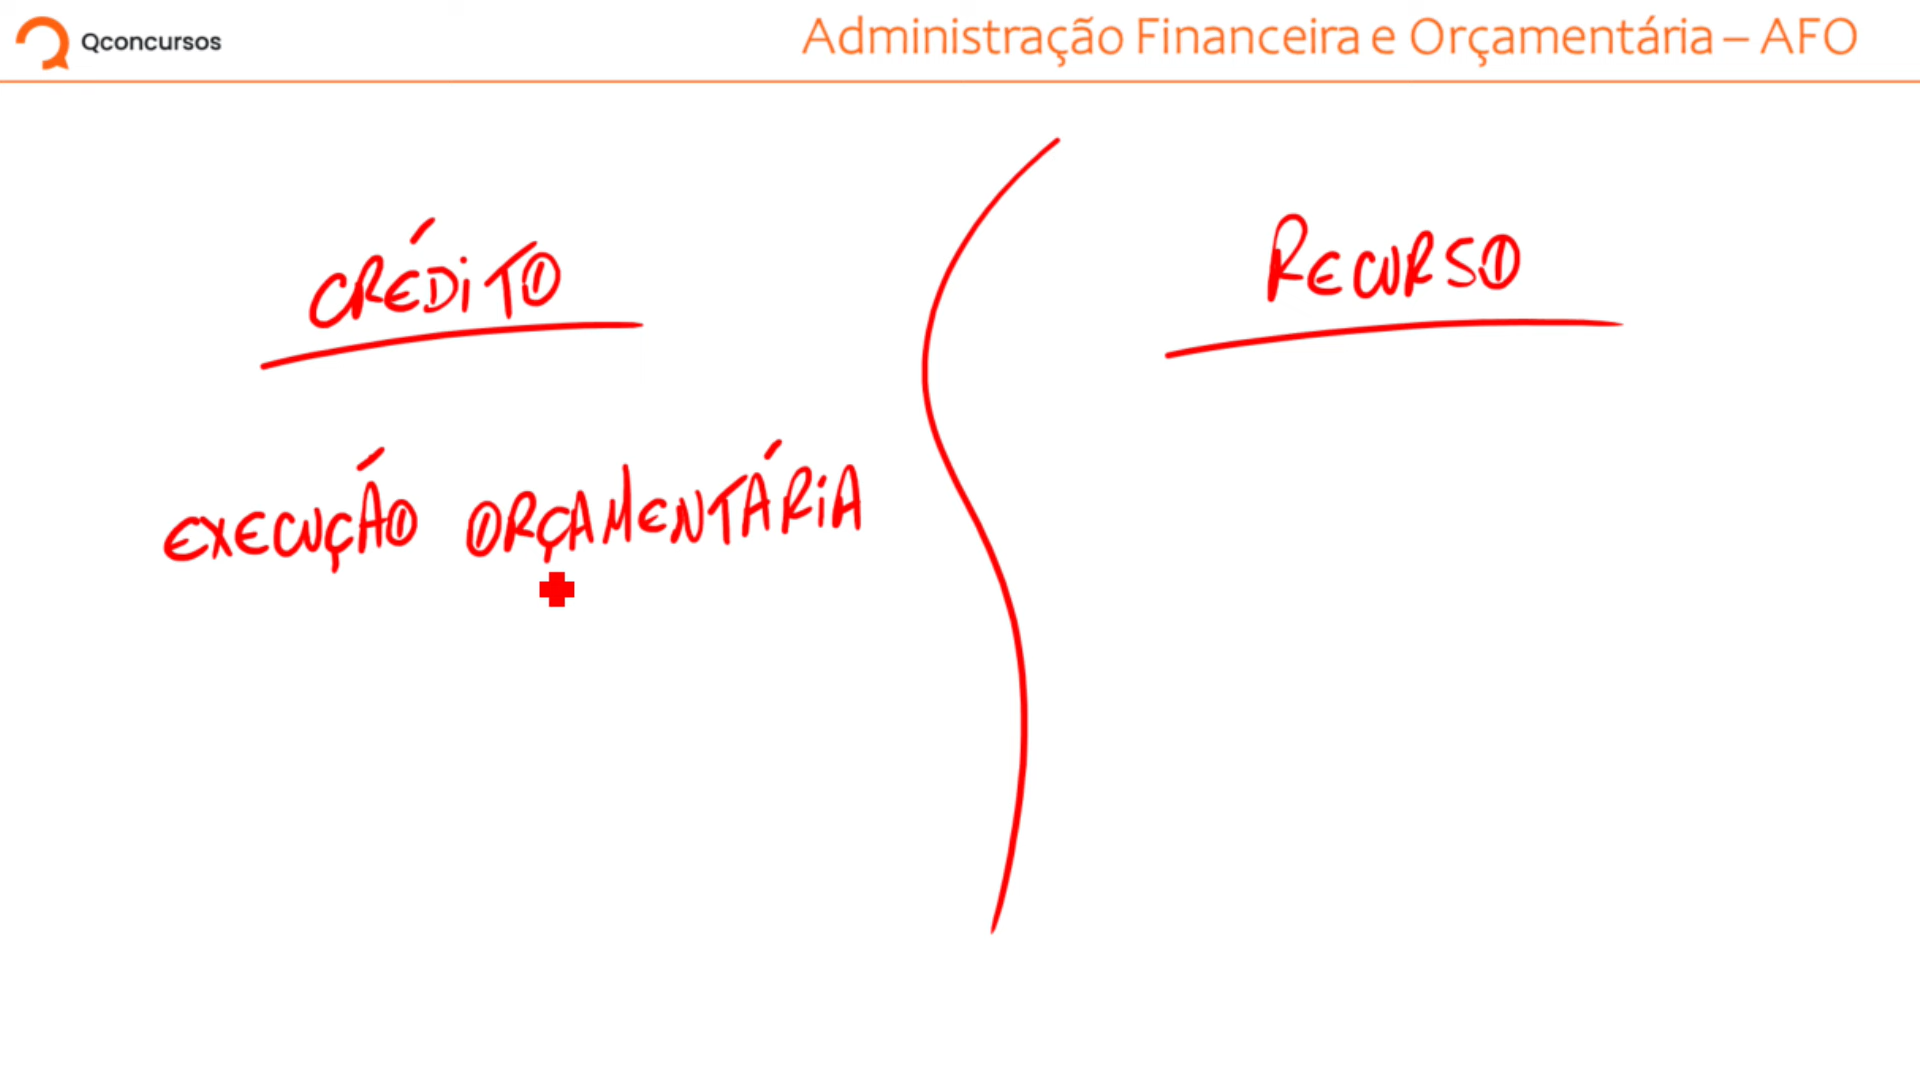 Qconcursos
Administração Financeira e Orçamentária – AFO
CRÉDITO
RECURSO
EXECUÇÃO ORÇAMENTÁRIA